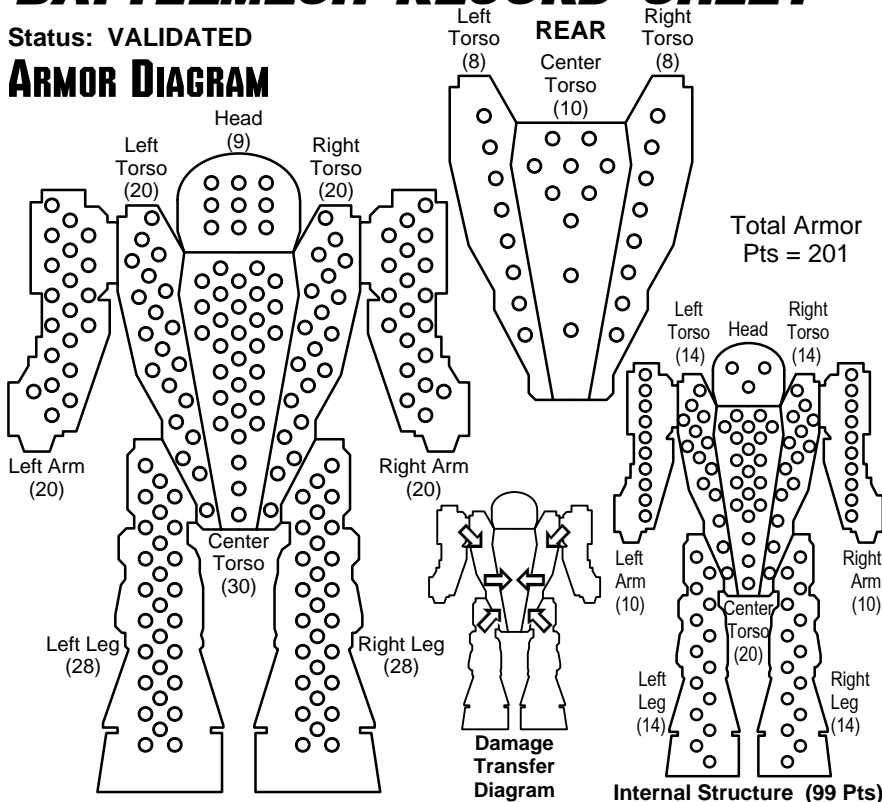 BATTLEMECH RECORD SHEET
Status: VALIDATED
ARMOR DIAGRAM
Left
Torso
(8)
REAR
Right
Torso
(8)
Center
Torso
(10)
Head
(9)
Left
Torso
(20)
Right
Torso
(20)
Total Armor
Pts = 201
Left Arm
(20)
Right Arm
(20)
Center
Torso
(30)
Left Leg
(28)
Right Leg
(28)
Damage
Transfer
Diagram
Left
Torso
(14)
Head
Right
Torso
(14)
Left
Arm
(10)
Right
Arm
(10)
Center
Torso
(20)
Left
Leg
(14)
Right
Leg
(14)
Internal Structure (99 Pts)